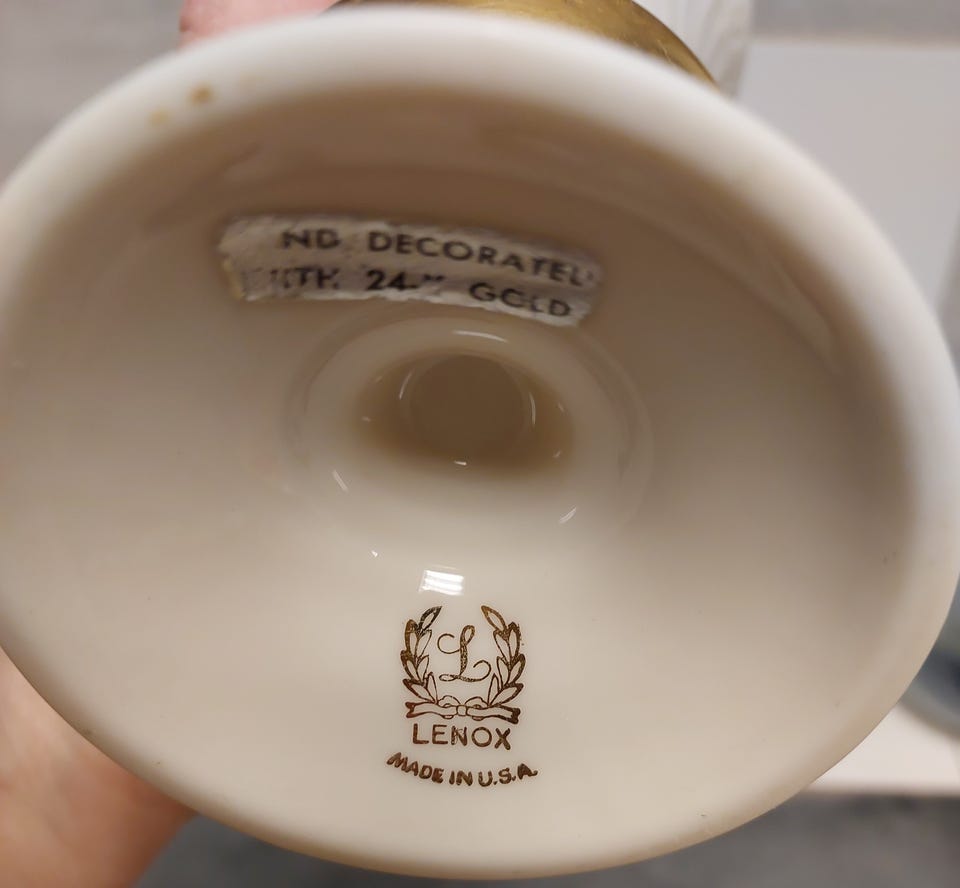 ND DECORATE
24-K GOLD
L
LENOX
MADE IN U.S.A.